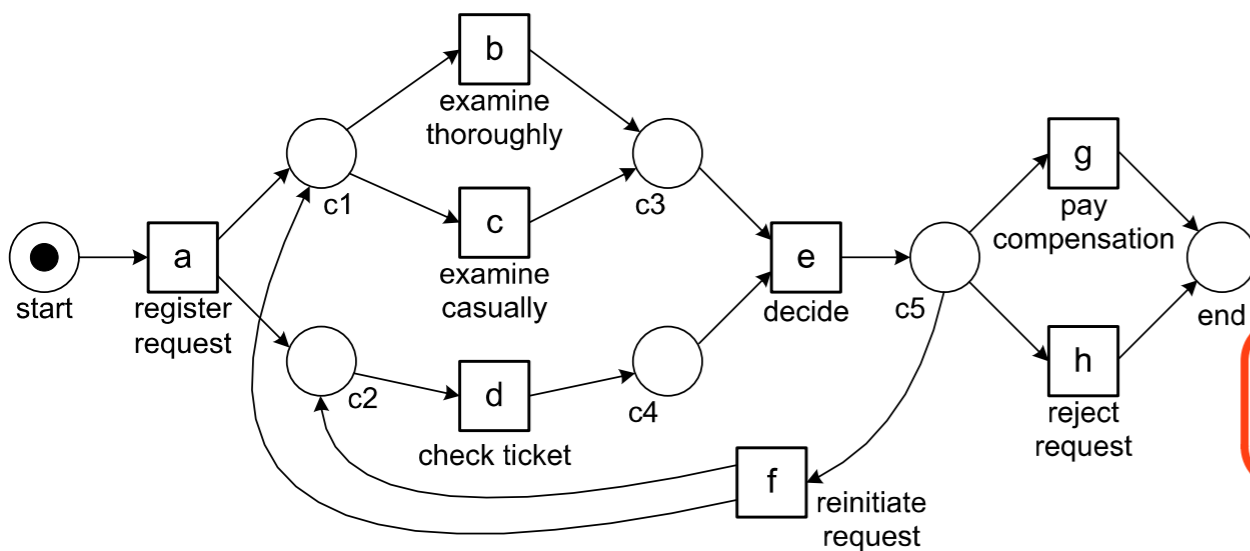 b
examine
thoroughly
c1
c
examine
casually
c3
start
a
register
request
c2
d
check ticket
c4
e
decide
c5
f
reinitiate
request
g
pay
compensation
h
reject
request
end